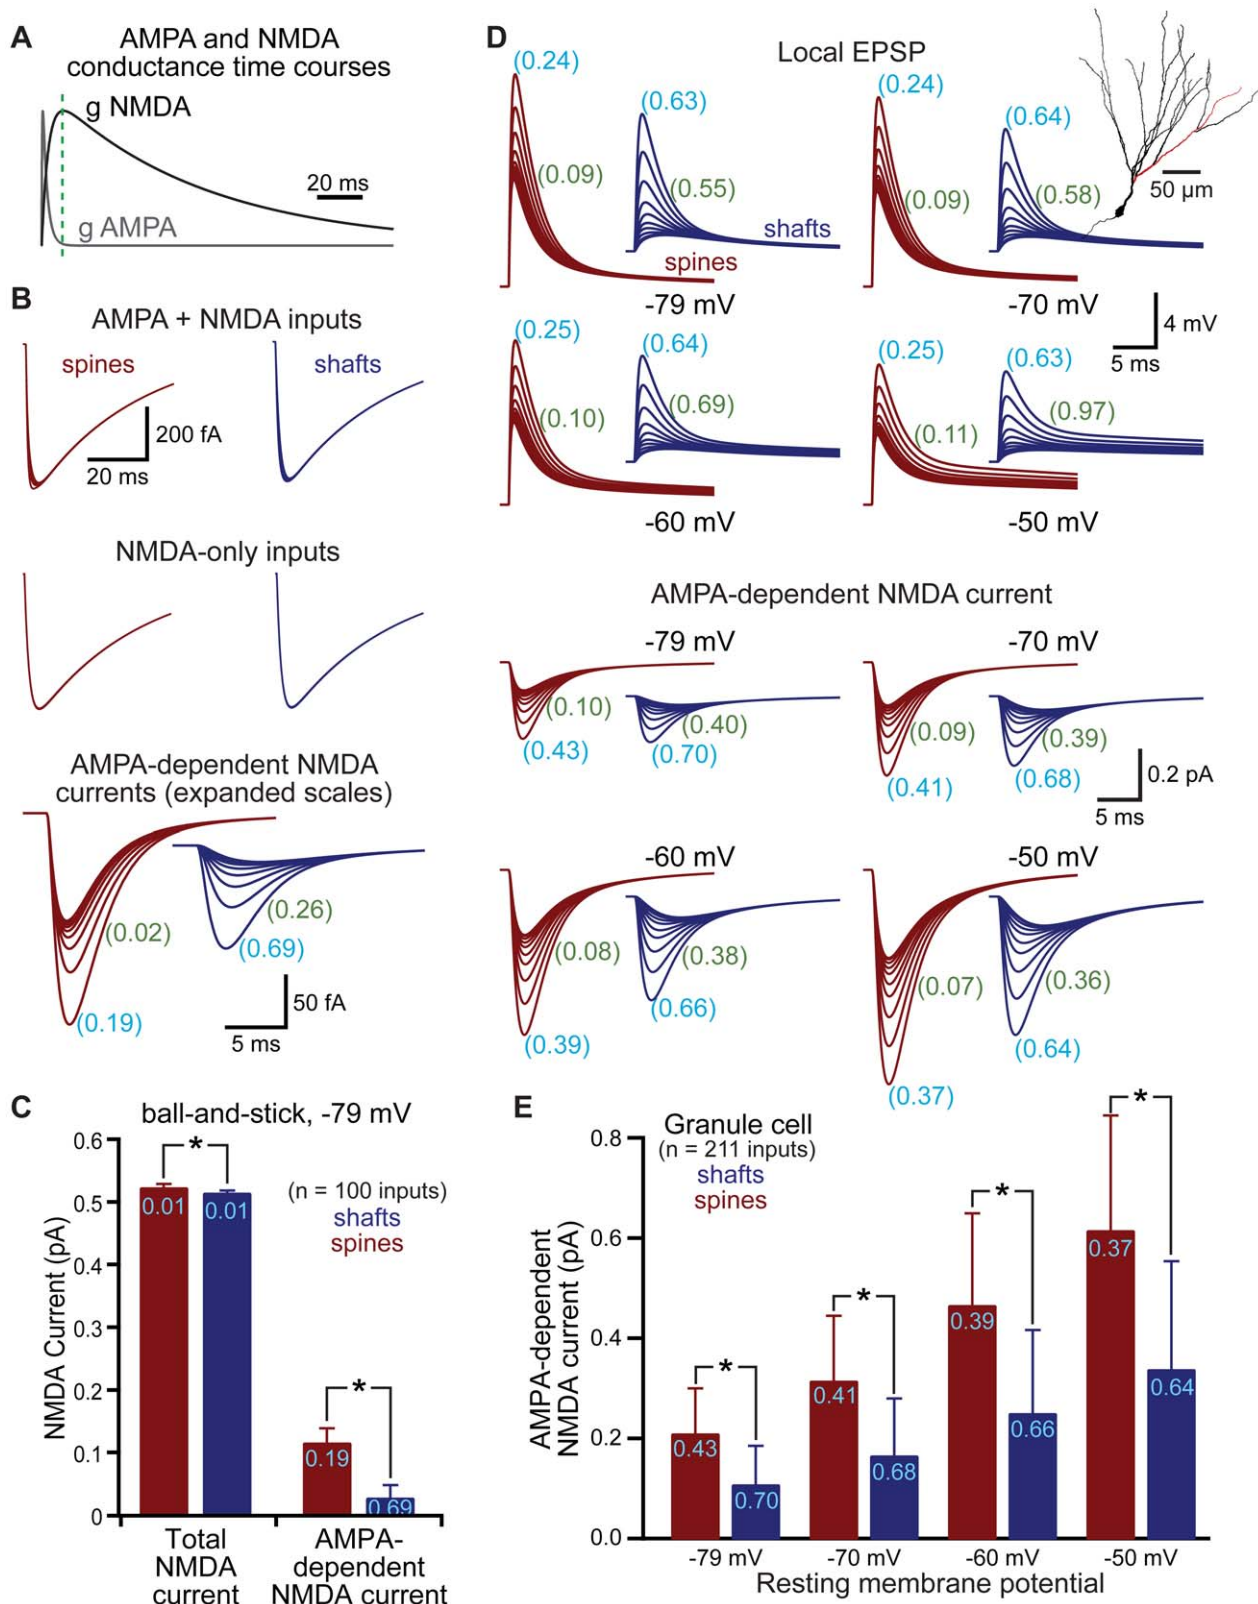 A
AMPA and NMDA
conductance time courses
g NMDA
20 ms
g AMPA
B
AMPA + NMDA inputs
spines
shafts
200 fA
20 ms
NMDA-only inputs
AMPA-dependent NMDA
currents (expanded scales)
(0.02)
(0.26)
(0.69)
(0.19)
50 fA
5 ms
C
ball-and-stick, -79 mV
NMDA Current (pA)
0.6
0.5
0.4
0.3
0.2
0.1
0
*
0.01
0.01
(n = 100 inputs)
shafts
spines
*
0.19
0.69
Total
NMDA
current
AMPA-
dependent
NMDA current
D
Local EPSP
(0.24)
(0.63)
(0.09)
(0.55)
shafts
spines
-79 mV
(0.24)
(0.64)
(0.09)
(0.58)
50 µm
-70 mV
4 mV
5 ms
(0.25)
(0.64)
(0.10)
(0.69)
-60 mV
(0.25)
(0.63)
(0.11)
(0.97)
-50 mV
AMPA-dependent NMDA current
-79 mV
(0.10)
(0.40)
(0.43)
(0.70)
-70 mV
(0.09)
(0.39)
(0.41)
(0.68)
0.2 pA
5 ms
-60 mV
(0.08)
(0.38)
(0.66)
(0.39)
-50 mV
(0.07)
(0.36)
(0.64)
(0.37)
E
Granule cell
(n = 211 inputs)
shafts
spines
AMPA-dependent
NMDA current (pA)
0.8
0.6
0.4
0.2
0.0
*
0.43
0.70
*
0.41
0.68
*
0.39
0.66
*
0.37
0.64
-79 mV
-70 mV
-60 mV
-50 mV
Resting membrane potential